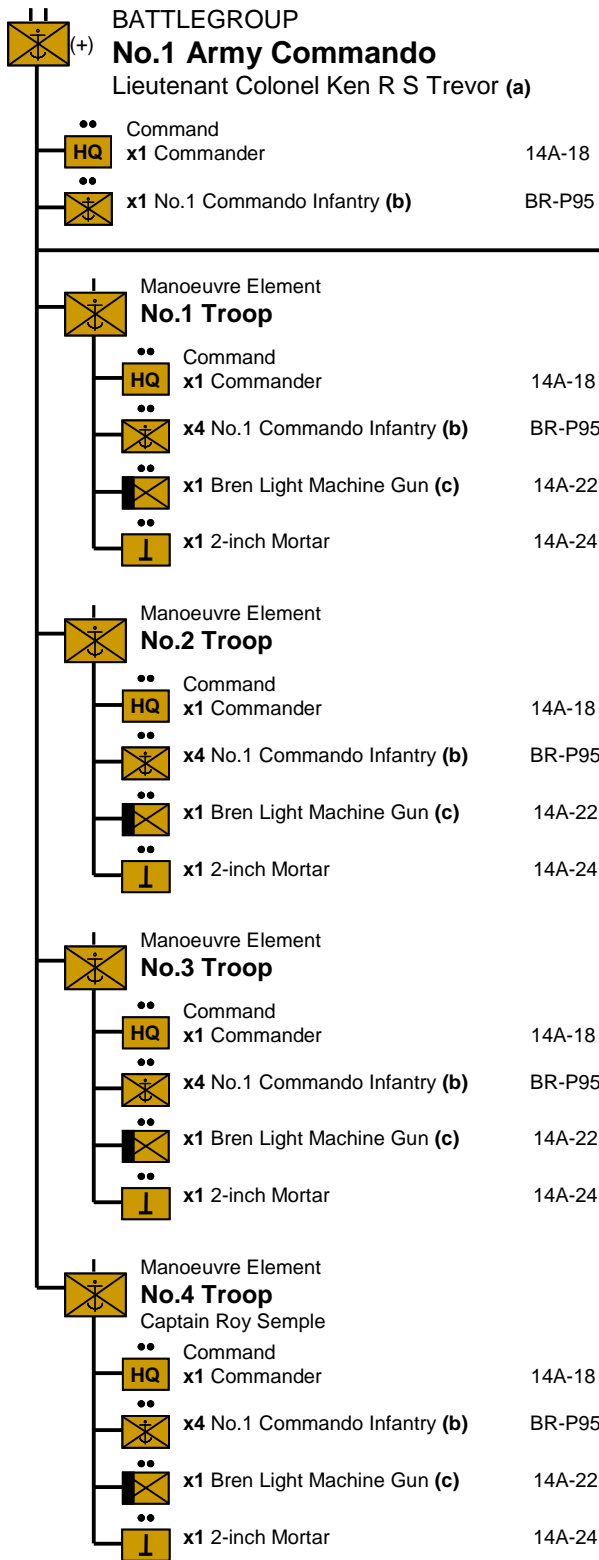 BATTLEGROUP
(+) No.1 Army Commando
Lieutenant Colonel Ken R S Trevor (a)
Command
HQ x1 Commander 14A-18
x1 No.1 Commando Infantry (b) BR-P95
Manoeuvre Element
No.1 Troop
Command
HQ x1 Commander 14A-18
x4 No.1 Commando Infantry (b) BR-P95
x1 Bren Light Machine Gun (c) 14A-22
x1 2-inch Mortar 14A-24
Manoeuvre Element
No.2 Troop
Command
HQ x1 Commander 14A-18
x4 No.1 Commando Infantry (b) BR-P95
x1 Bren Light Machine Gun (c) 14A-22
x1 2-inch Mortar 14A-24
Manoeuvre Element
No.3 Troop
Command
HQ x1 Commander 14A-18
x4 No.1 Commando Infantry (b) BR-P95
x1 Bren Light Machine Gun (c) 14A-22
x1 2-inch Mortar 14A-24
Manoeuvre Element
No.4 Troop
Captain Roy Semple
Command
HQ x1 Commander 14A-18
x4 No.1 Commando Infantry (b) BR-P95
x1 Bren Light Machine Gun (c) 14A-22
x1 2-inch Mortar 14A-24